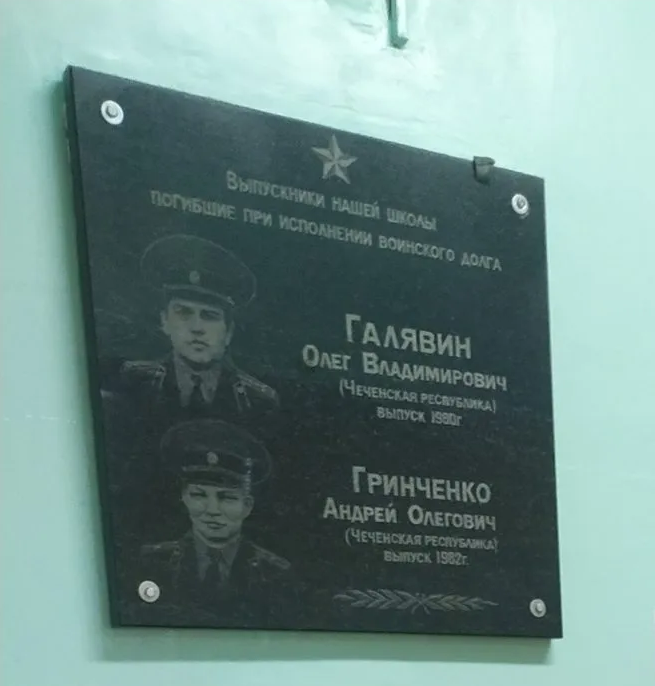 Выпускники нашей школы
погибшие при исполнении воинского долга
Галявин
Олег Владимирович
(Чеченская республика)
выпуск 1980г
Гринченко
Андрей Олегович
(Чеченская республика)
выпуск 1982г.